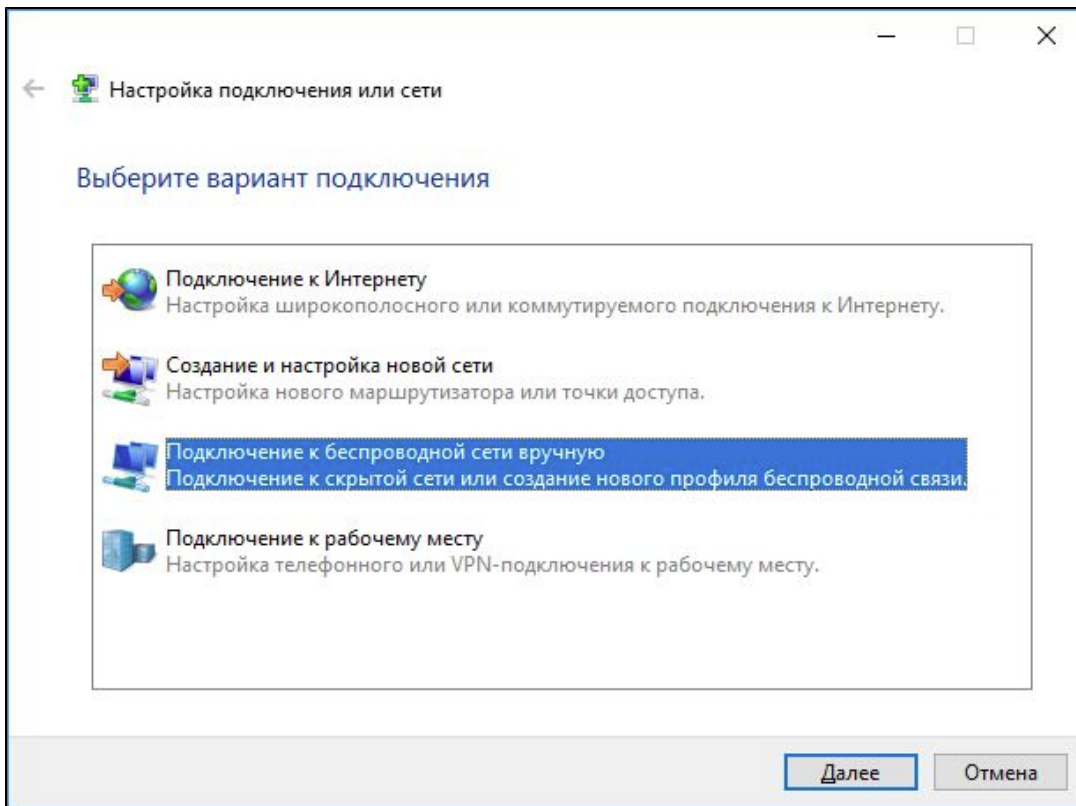 Настройка подключения или сети
Выберите вариант подключения
Подключение к Интернету
Настройка широкополосного или коммутируемого подключения к Интернету.
Создание и настройка новой сети
Настройка нового маршрутизатора или точки доступа.
Подключение к беспроводной сети вручную
Подключение к скрытой сети или создание нового профиля беспроводной связи.
Подключение к рабочему месту
Настройка телефонного или VPN-подключения к рабочему месту.
Далее
Отмена